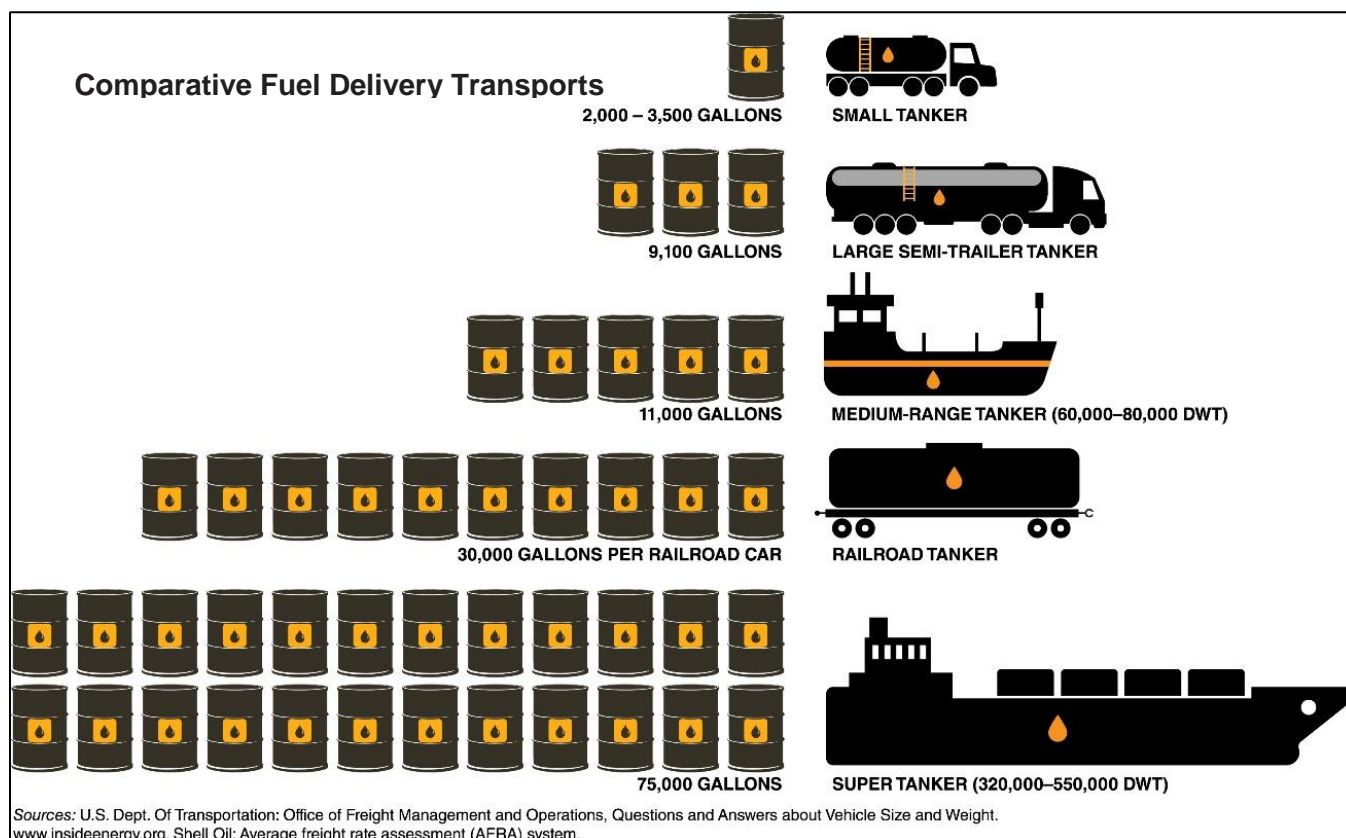 Comparative Fuel Delivery Transports
2,000 – 3,500 GALLONS
SMALL TANKER
9,100 GALLONS
LARGE SEMI-TRAILER TANKER
11,000 GALLONS
MEDIUM-RANGE TANKER (60,000–80,000 DWT)
30,000 GALLONS PER RAILROAD CAR
RAILROAD TANKER
75,000 GALLONS
SUPER TANKER (320,000–550,000 DWT)
Sources: U.S. Dept. Of Transportation: Office of Freight Management and Operations, Questions and Answers about Vehicle Size and Weight.
www.insideenergy.org. Shell Oil: Average freight rate assessment (AFRA) system.